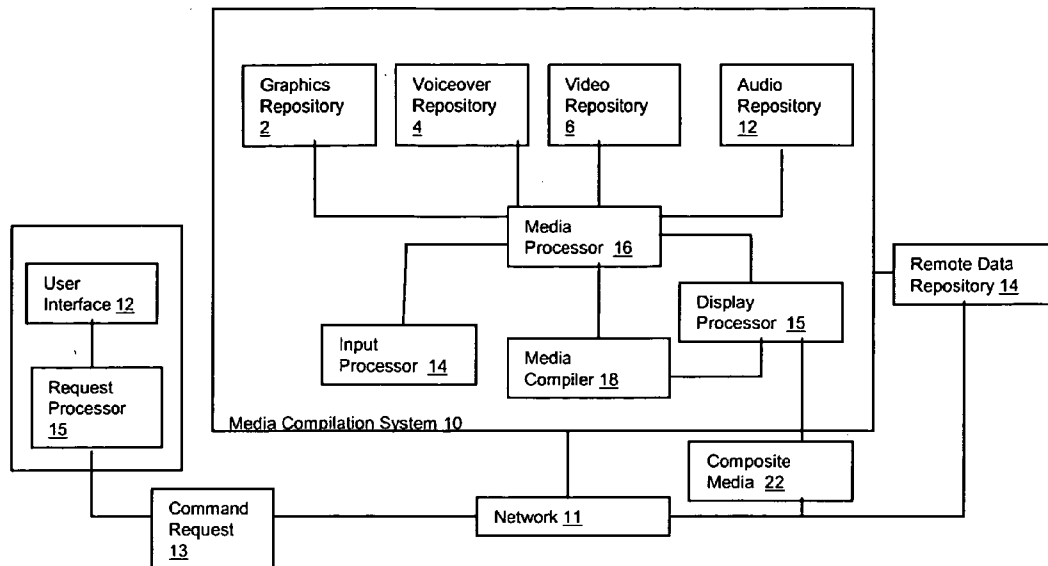 Graphics
Repository
2
Voiceover
Repository
4
Video
Repository
6
Audio
Repository
12
Media
Processor 16
User
Interface 12
Remote Data
Repository 14
Display
Processor 15
Input
Processor 14
Media
Compiler 18
Request
Processor
15
Media Compilation System 10
Composite
Media 22
Command
Request
13
Network 11